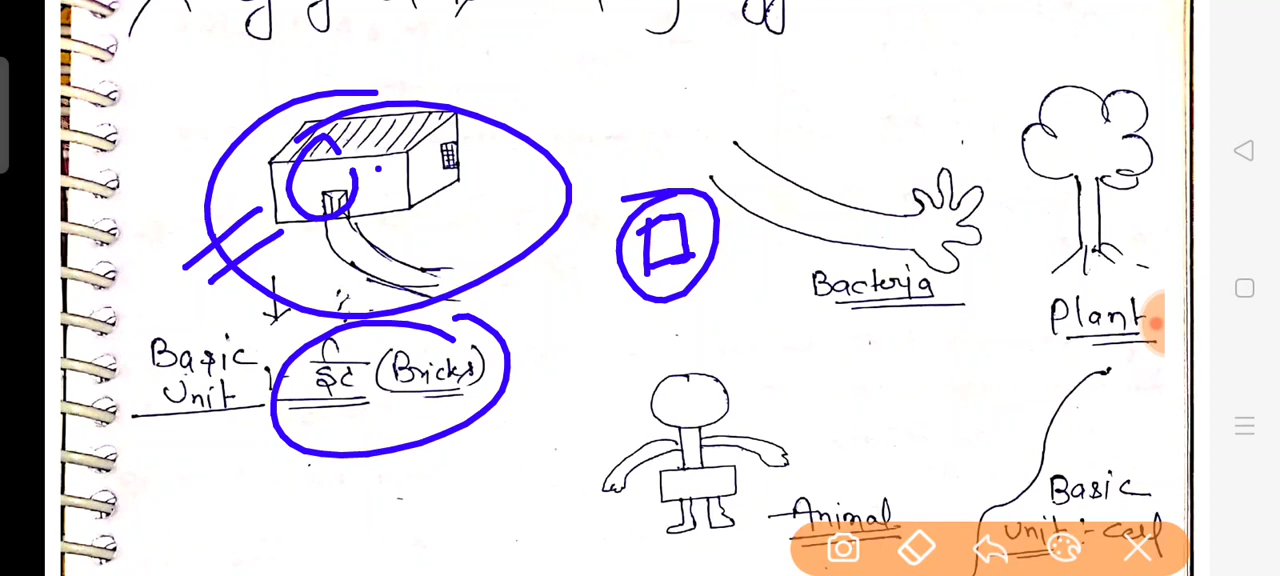 Bacteria
Plant
Basic
Unit :- ईंट (Bricks)
Animal
Basic
Unit :- Cell